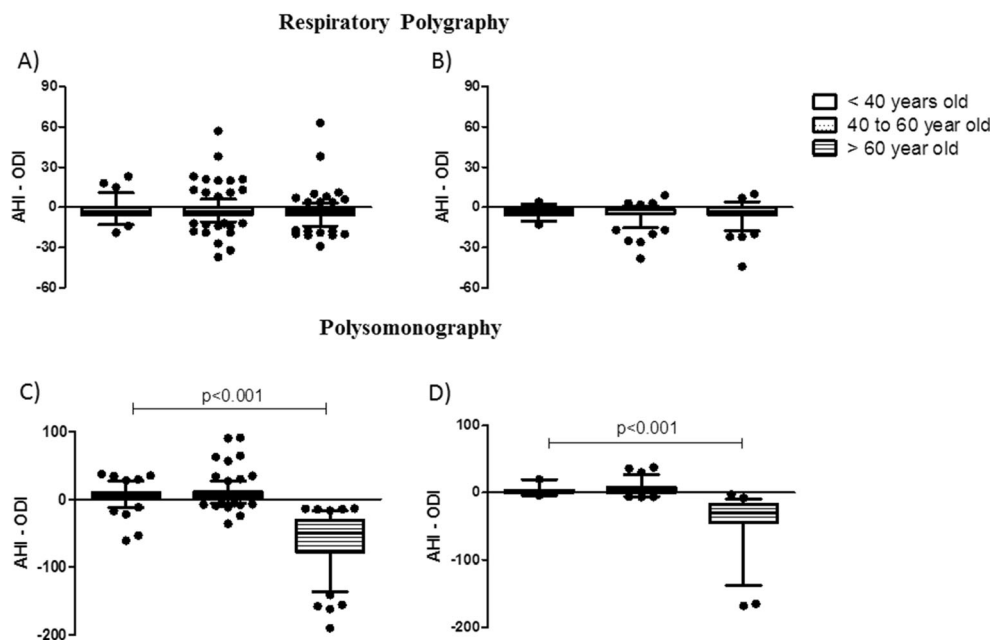 Respiratory Polygraphy
A)
B)
90
60
30
0
-30
-60
AHI - ODI
90
60
30
0
-30
-60
AHI - ODI
< 40 years old
40 to 60 year old
> 60 year old
Polysomonography
C)
D)
p<0.001
100
0
-100
-200
AHI - ODI
p<0.001
100
0
-100
-200
AHI - ODI